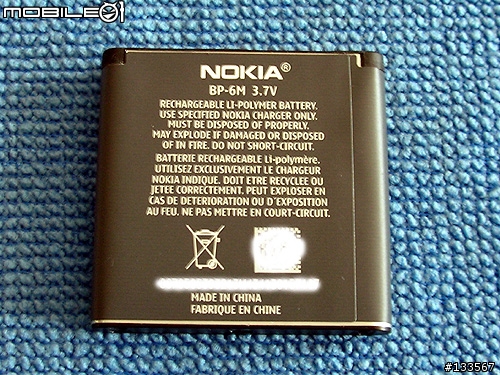 MOBILE01
NOKIA®
BP-6M 3.7V
RECHARGEABLE LI-POLYMER BATTERY.
USE SPECIFIED NOKIA CHARGER ONLY.
MUST BE DISPOSED OF PROPERLY.
MAY EXPLODE IF DAMAGED OR DISPOSED
OF IN FIRE. DO NOT SHORT-CIRCUIT.
BATTERIE RECHARGEABLE Li-polymère.
UTILISEZ EXCLUSIVEMENT LE CHARGEUR
NOKIA INDIQUE. DOIT ETRE RECYCLEE OU
JETEE CORRECTEMENT. PEUT EXPLOSER EN
CAS DE DETERIORATION OU D'EXPOSITION
AU FEU. NE PAS METTRE EN COURT-CIRCUIT.
MADE IN CHINA
FABRIQUE EN CHINE
#133567